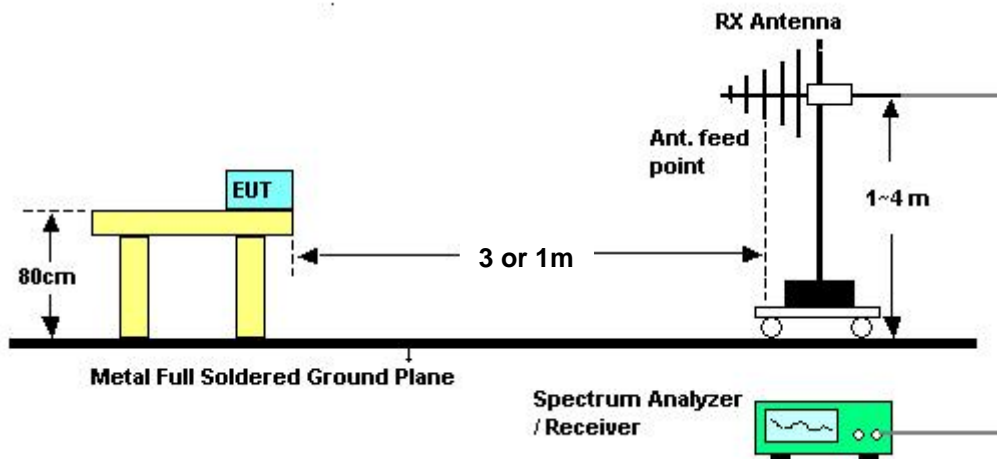 RX Antenna
Ant. feed
point
1~4 m
EUT
3 or 1m
80cm
Metal Full Soldered Ground Plane
Spectrum Analyzer
/ Receiver